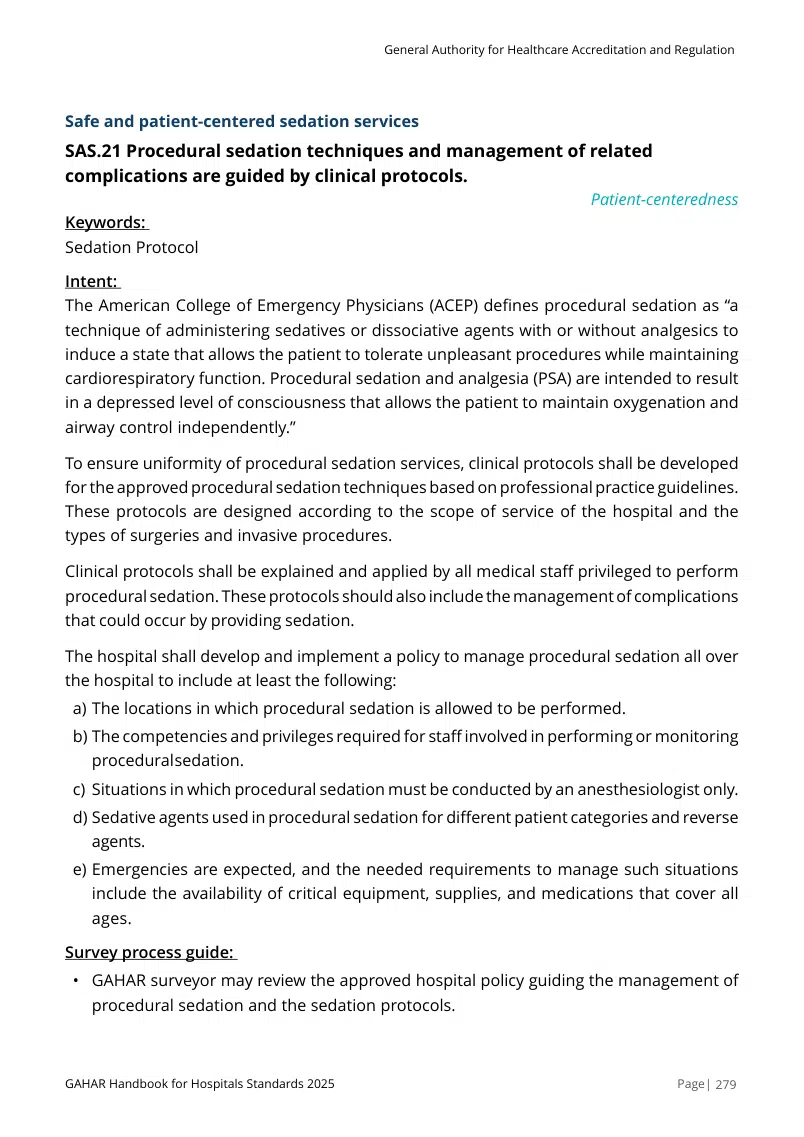 General Authority for Healthcare Accreditation and Regulation
Safe and patient-centered sedation services
SAS.21 Procedural sedation techniques and management of related
complications are guided by clinical protocols.
Patient-centeredness
Keywords:
Sedation Protocol
Intent:
The American College of Emergency Physicians (ACEP) defines procedural sedation as “a
technique of administering sedatives or dissociative agents with or without analgesics to
induce a state that allows the patient to tolerate unpleasant procedures while maintaining
cardiorespiratory function. Procedural sedation and analgesia (PSA) are intended to result
in a depressed level of consciousness that allows the patient to maintain oxygenation and
airway control independently.”
To ensure uniformity of procedural sedation services, clinical protocols shall be developed
for the approved procedural sedation techniques based on professional practice guidelines.
These protocols are designed according to the scope of service of the hospital and the
types of surgeries and invasive procedures.
Clinical protocols shall be explained and applied by all medical staff privileged to perform
procedural sedation. These protocols should also include the management of complications
that could occur by providing sedation.
The hospital shall develop and implement a policy to manage procedural sedation all over
the hospital to include at least the following:
a) The locations in which procedural sedation is allowed to be performed.
b) The competencies and privileges required for staff involved in performing or monitoring
proceduralsedation.
c) Situations in which procedural sedation must be conducted by an anesthesiologist only.
d) Sedative agents used in procedural sedation for different patient categories and reverse
agents.
e) Emergencies are expected, and the needed requirements to manage such situations
include the availability of critical equipment, supplies, and medications that cover all
ages.
Survey process guide:
• GAHAR surveyor may review the approved hospital policy guiding the management of
procedural sedation and the sedation protocols.
GAHAR Handbook for Hospitals Standards 2025
Page| 279